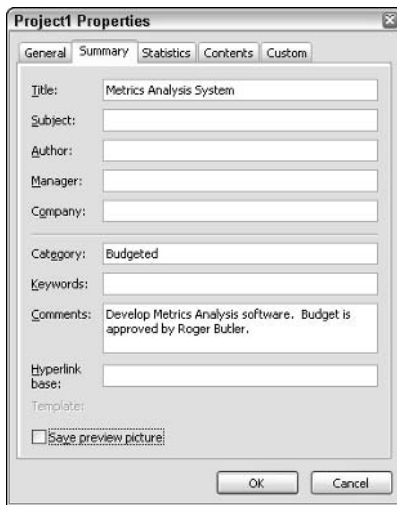 Project1 Properties
General Summary Statistics Contents Custom
Title: Metrics Analysis System
Subject:
Author:
Manager:
Company:
Category: Budgeted
Keywords:
Comments: Develop Metrics Analysis software. Budget is
approved by Roger Butler.
Hyperlink
base:
Template:
Save preview picture
OK Cancel